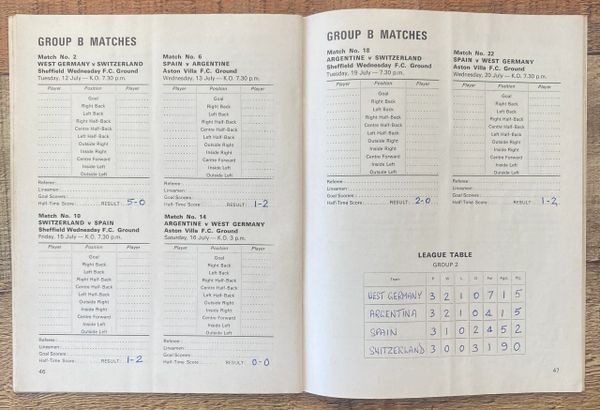 GROUP B MATCHES
Match No. 2
WEST GERMANY v SWITZERLAND
Sheffield Wednesday F.C. Ground
Tuesday, 12 July — K.O. 7.30 p.m.
Player Position Player
Goal
Right Back
Left Back
Right Half-Back
Centre Half-Back
Left Half-Back
Outside Right
Inside Right
Centre Forward
Inside Left
Outside Left
Referee :
Linesmen :
Goal Scorers :
Half-Time Score RESULT: 5-0
Match No. 6
SPAIN v ARGENTINE
Aston Villa F.C. Ground
Wednesday, 13 July — K.O. 7.30 p.m.
Player Position Player
Goal
Right Back
Left Back
Right Half-Back
Centre Half-Back
Left Half-Back
Outside Right
Inside Right
Centre Forward
Inside Left
Outside Left
Referee :
Linesmen :
Goal Scorers :
Half-Time Score RESULT: 1-2
Match No. 10
SWITZERLAND v SPAIN
Sheffield Wednesday F.C. Ground
Friday, 15 July — K.O. 7.30 p.m.
Player Position Player
Goal
Right Back
Left Back
Right Half-Back
Centre Half-Back
Left Half-Back
Outside Right
Inside Right
Centre Forward
Inside Left
Outside Left
Referee :
Linesmen :
Goal Scorers :
Half-Time Score RESULT: 1-2
Match No. 14
ARGENTINE v WEST GERMANY
Aston Villa F.C. Ground
Saturday, 16 July — K.O. 3 p.m.
Player Position Player
Goal
Right Back
Left Back
Right Half-Back
Centre Half-Back
Left Half-Back
Outside Right
Inside Right
Centre Forward
Inside Left
Outside Left
Referee :
Linesmen :
Goal Scorers :
Half-Time Score RESULT: 0-0
46
GROUP B MATCHES
Match No. 18
ARGENTINE v SWITZERLAND
Sheffield Wednesday F.C. Ground
Tuesday, 19 July — K.O. 7.30 p.m.
Player Position Player
Goal
Right Back
Left Back
Right Half-Back
Centre Half-Back
Left Half-Back
Outside Right
Inside Right
Centre Forward
Inside Left
Outside Left
Referee :
Linesmen :
Goal Scorers :
Half-Time Score RESULT: 2-0
Match No. 22
SPAIN v WEST GERMANY
Aston Villa F.C. Ground
Wednesday, 20 July — K.O. 7.30 p.m.
Player Position Player
Goal
Right Back
Left Back
Right Half-Back
Centre Half-Back
Left Half-Back
Outside Right
Inside Right
Centre Forward
Inside Left
Outside Left
Referee :
Linesmen :
Goal Scorers :
Half-Time Score RESULT: 1-2
LEAGUE TABLE
GROUP 2
Team P W L D For Agst. Pts.
WEST GERMANY 3 2 1 0 7 1 5
ARGENTINA 3 2 1 0 4 1 5
SPAIN 3 1 0 2 4 5 2
SWITZERLAND 3 0 0 3 1 9 0
47